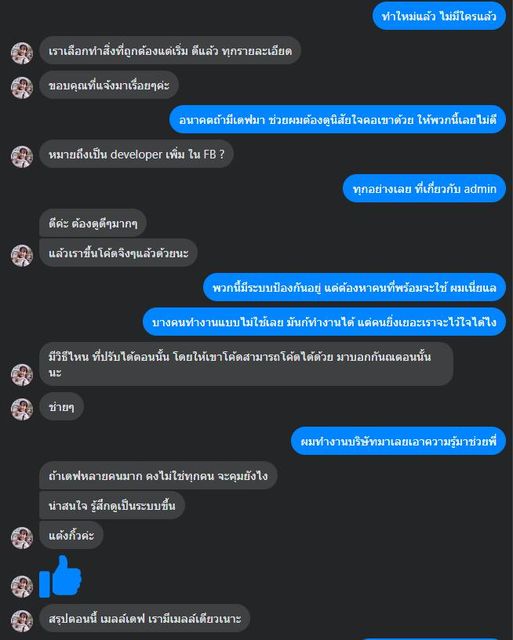 ทำใหม่แล้ว ไม่มีใครแล้ว
เราเลือกทำสิ่งที่ถูกต้องแต่เริ่ม ดีแล้ว ทุกรายละเอียด
ขอบคุณที่แจ้งมาเรื่อยๆค่ะ
อนาคตถ้ามีเดฟมา ช่วยผมต้องดูนิสัยใจคอเขาด้วย ให้พวกนี้เลยไม่ดี
หมายถึงเป็น developer เพิ่ม ใน FB ?
ทุกอย่างเลย ที่เกี่ยวกับ admin
ดีค่ะ ต้องดูดีๆมากๆ
แล้วเราขึ้นโค้ดจริงๆแล้วด้วยนะ
พวกนี้มีระบบป้องกันอยู่ แต่ต้องหาคนที่พร้อมจะใช้ ผมเนี่ยแล
บางคนทำงานแบบไม่ใช้เลย มันก้ทำงานได้ แต่คนยิ่งเยอะเราจะไว้ใจได้ไง
มีวิธีไหน ที่ปรับได้ตอนนั้น โดยให้เขาโค้ดสามารถโค้ดได้ด้วย มาบอกกันณตอนนั้น
นะ
ช่ายๆ
ผมทำงานบริษัทมาเลยเอาความรู้มาช่วยพี่
ถ้าเดฟหลายคนมาก คงไม่ใช่ทุกคน จะคุมยังไง
น่าสนใจ รู้สึกดูเป็นระบบขึ้น
แต้งกิ้วค่ะ
สรุปตอนนี้ เมลล์เดฟ เรามีเมลล์เดียวเนาะ